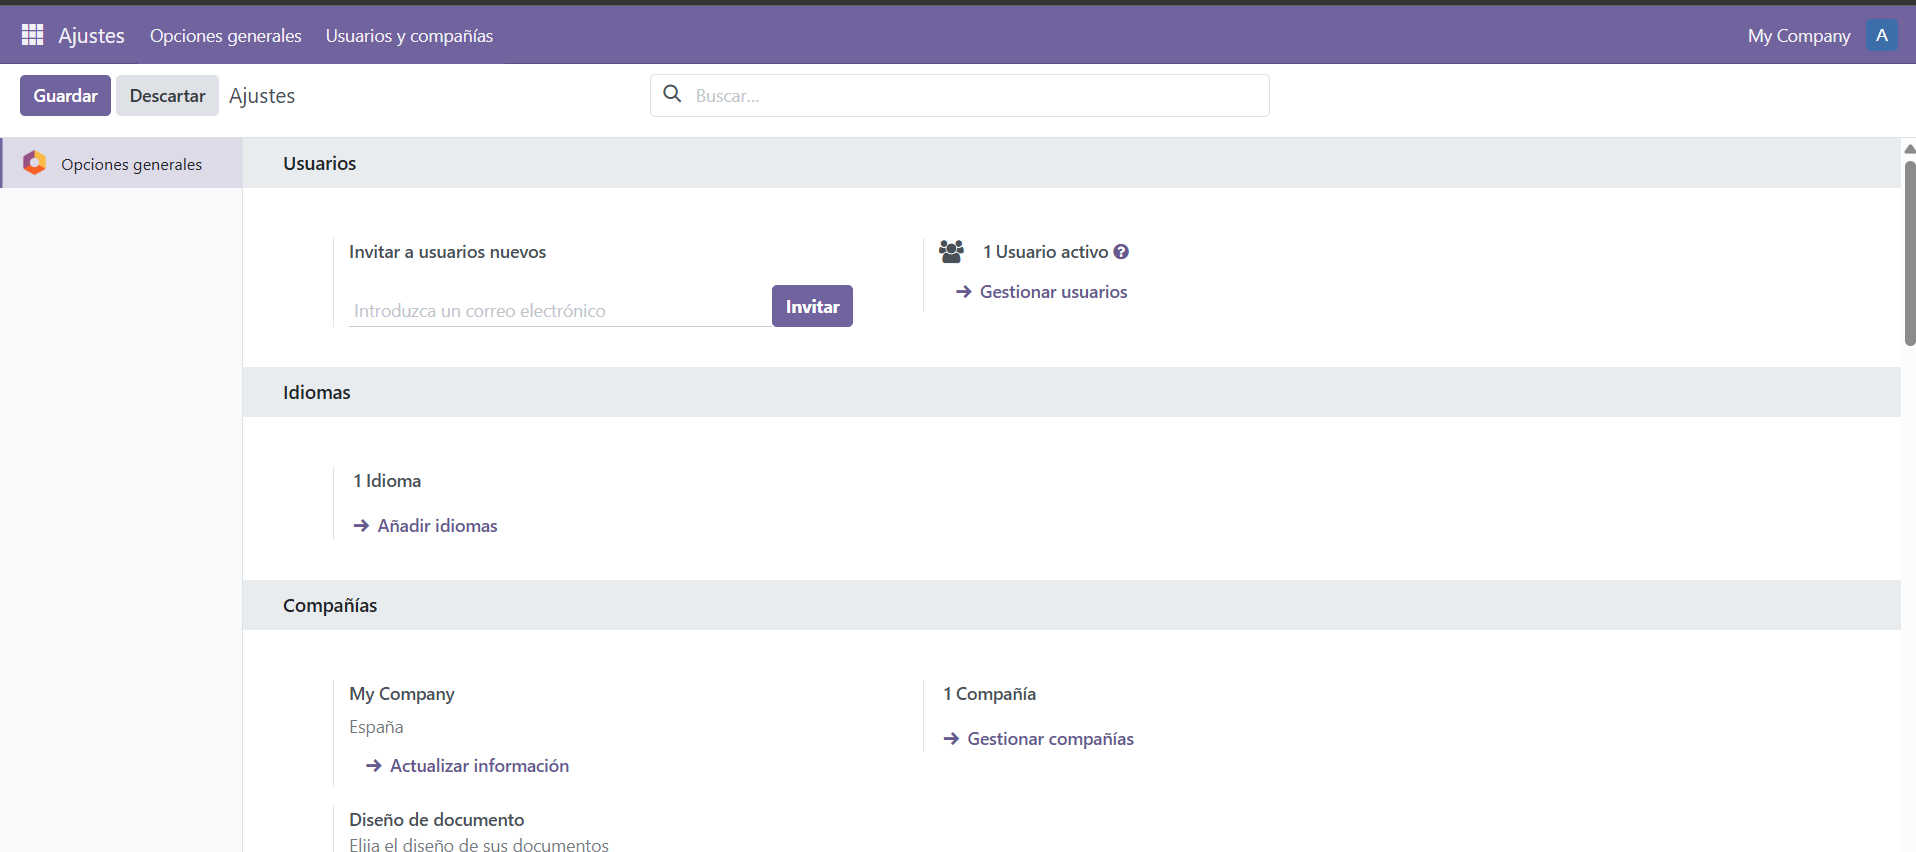 Ajustes Opciones generales Usuarios y compañías My Company A
Guardar Descartar Ajustes Buscar...
Opciones generales
Usuarios
Invitar a usuarios nuevos
Introduzca un correo electrónico Invitar
1 Usuario activo ?
Gestionar usuarios
Idiomas
1 Idioma
Añadir idiomas
Compañías
My Company
España
Actualizar información
1 Compañía
Gestionar compañías
Diseño de documento
Elija el diseño de sus documentos